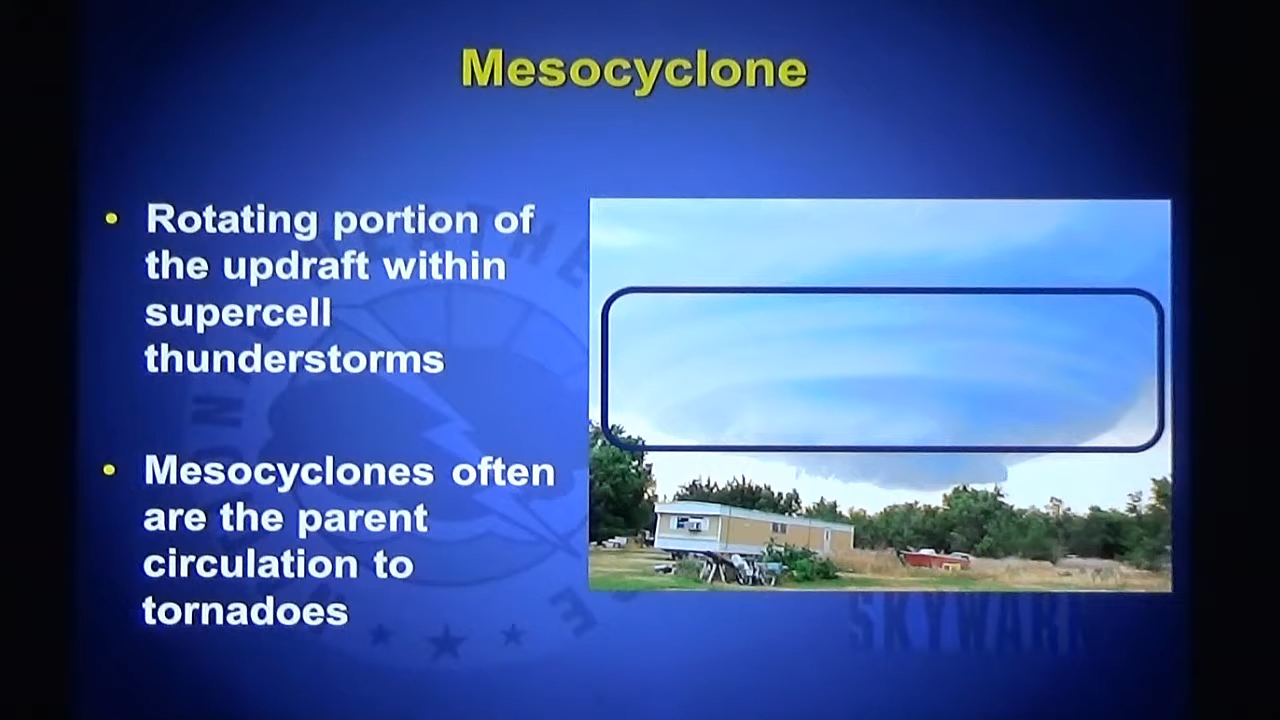 Mesocyclone
• Rotating portion of
the updraft within
supercell
thunderstorms
• Mesocyclones often
are the parent
circulation to
tornadoes
SKYWARN